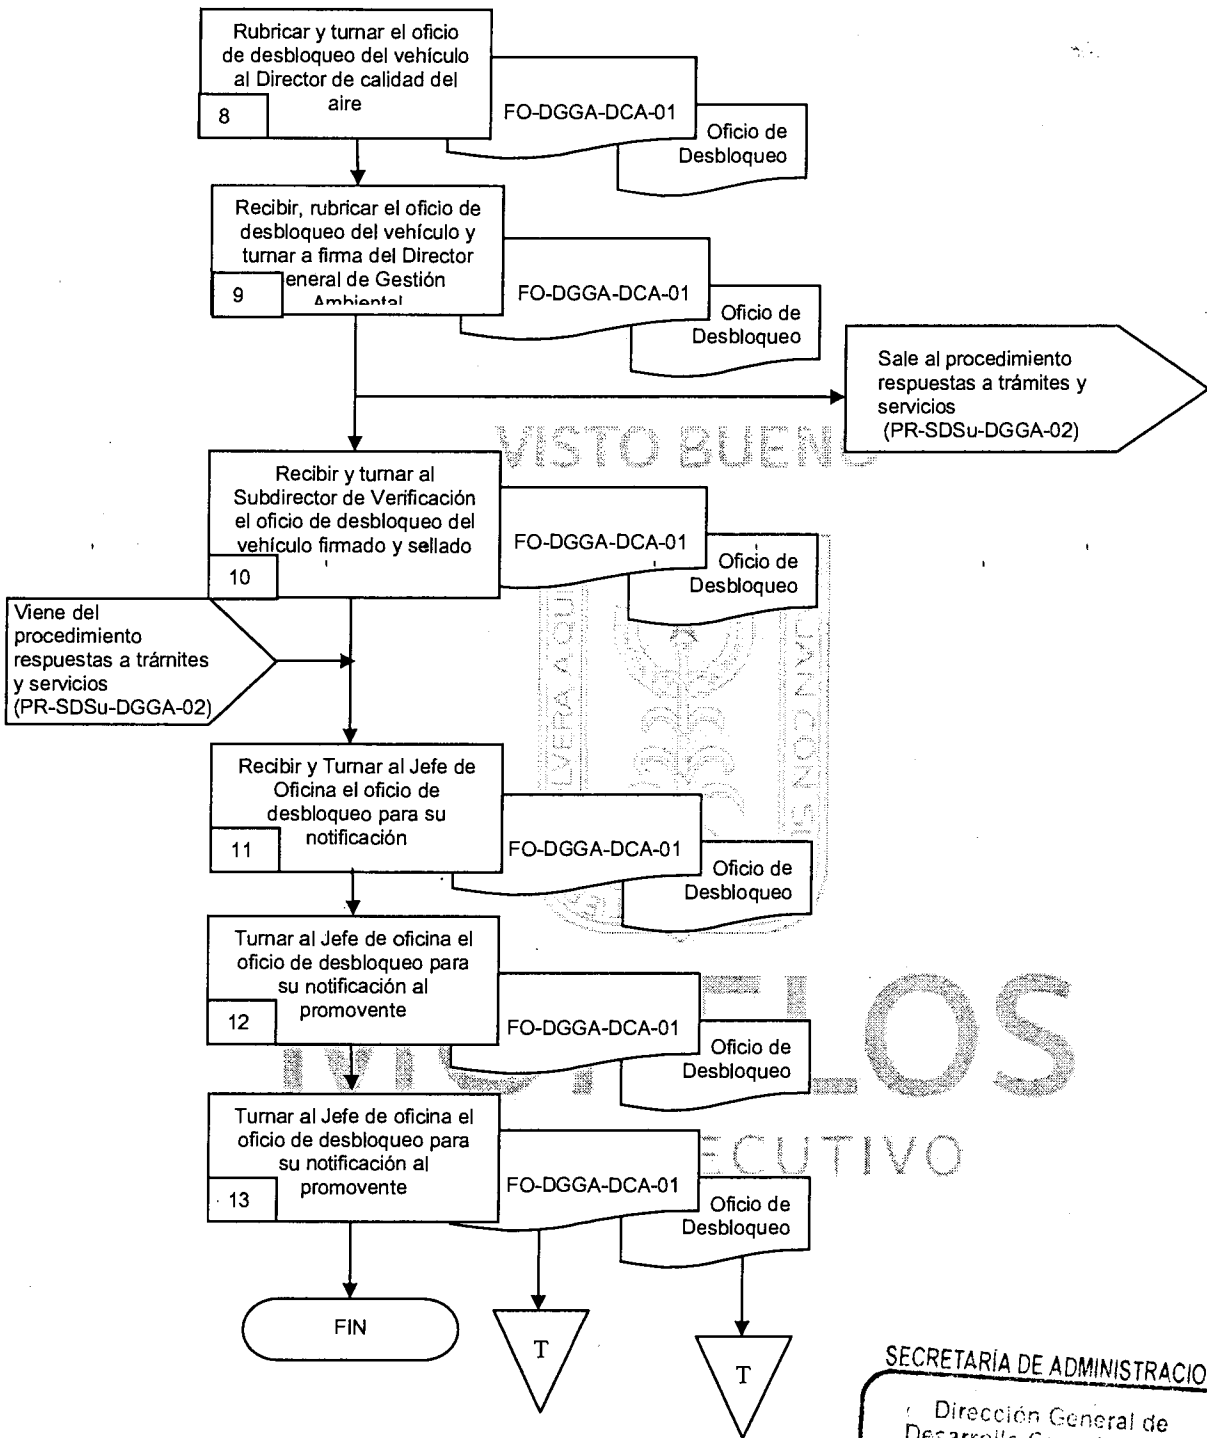 Rubricar y turnar el oficio
de desbloqueo del vehículo
al Director de calidad del
aire
8
FO-DGGA-DCA-01
Oficio de
Desbloqueo
Recibir, rubricar el oficio de
desbloqueo del vehículo y
turnar a firma del Director
eneral de Gestión
Ambiental
9
FO-DGGA-DCA-01
Oficio de
Desbloqueo
Sale al procedimiento
respuestas a trámites y
servicios
(PR-SDSu-DGGA-02)
VISTO BUENO
Recibir y turnar al
Subdirector de Verificación
el oficio de desbloqueo del
vehículo firmado y sellado
10
FO-DGGA-DCA-01
Oficio de
Desbloqueo
Viene del
procedimiento
respuestas a trámites
y servicios
(PR-SDSu-DGGA-02)
LVERA A QUI
Recibir y Turnar al Jefe de
Oficina el oficio de
desbloqueo para su
notificación
11
FO-DGGA-DCA-01
Oficio de
Desbloqueo
Turnar al Jefe de oficina el
oficio de desbloqueo para
su notificación al
promovente
12
FO-DGGA-DCA-01
Oficio de
Desbloqueo
LOS
Turnar al Jefe de oficina el
oficio de desbloqueo para
su notificación al
promovente
13
FO-DGGA-DCA-01
Oficio de
Desbloqueo
ECUTIVO
FIN
T
T
SECRETARÍA DE ADMINISTRACIO
Dirección General de